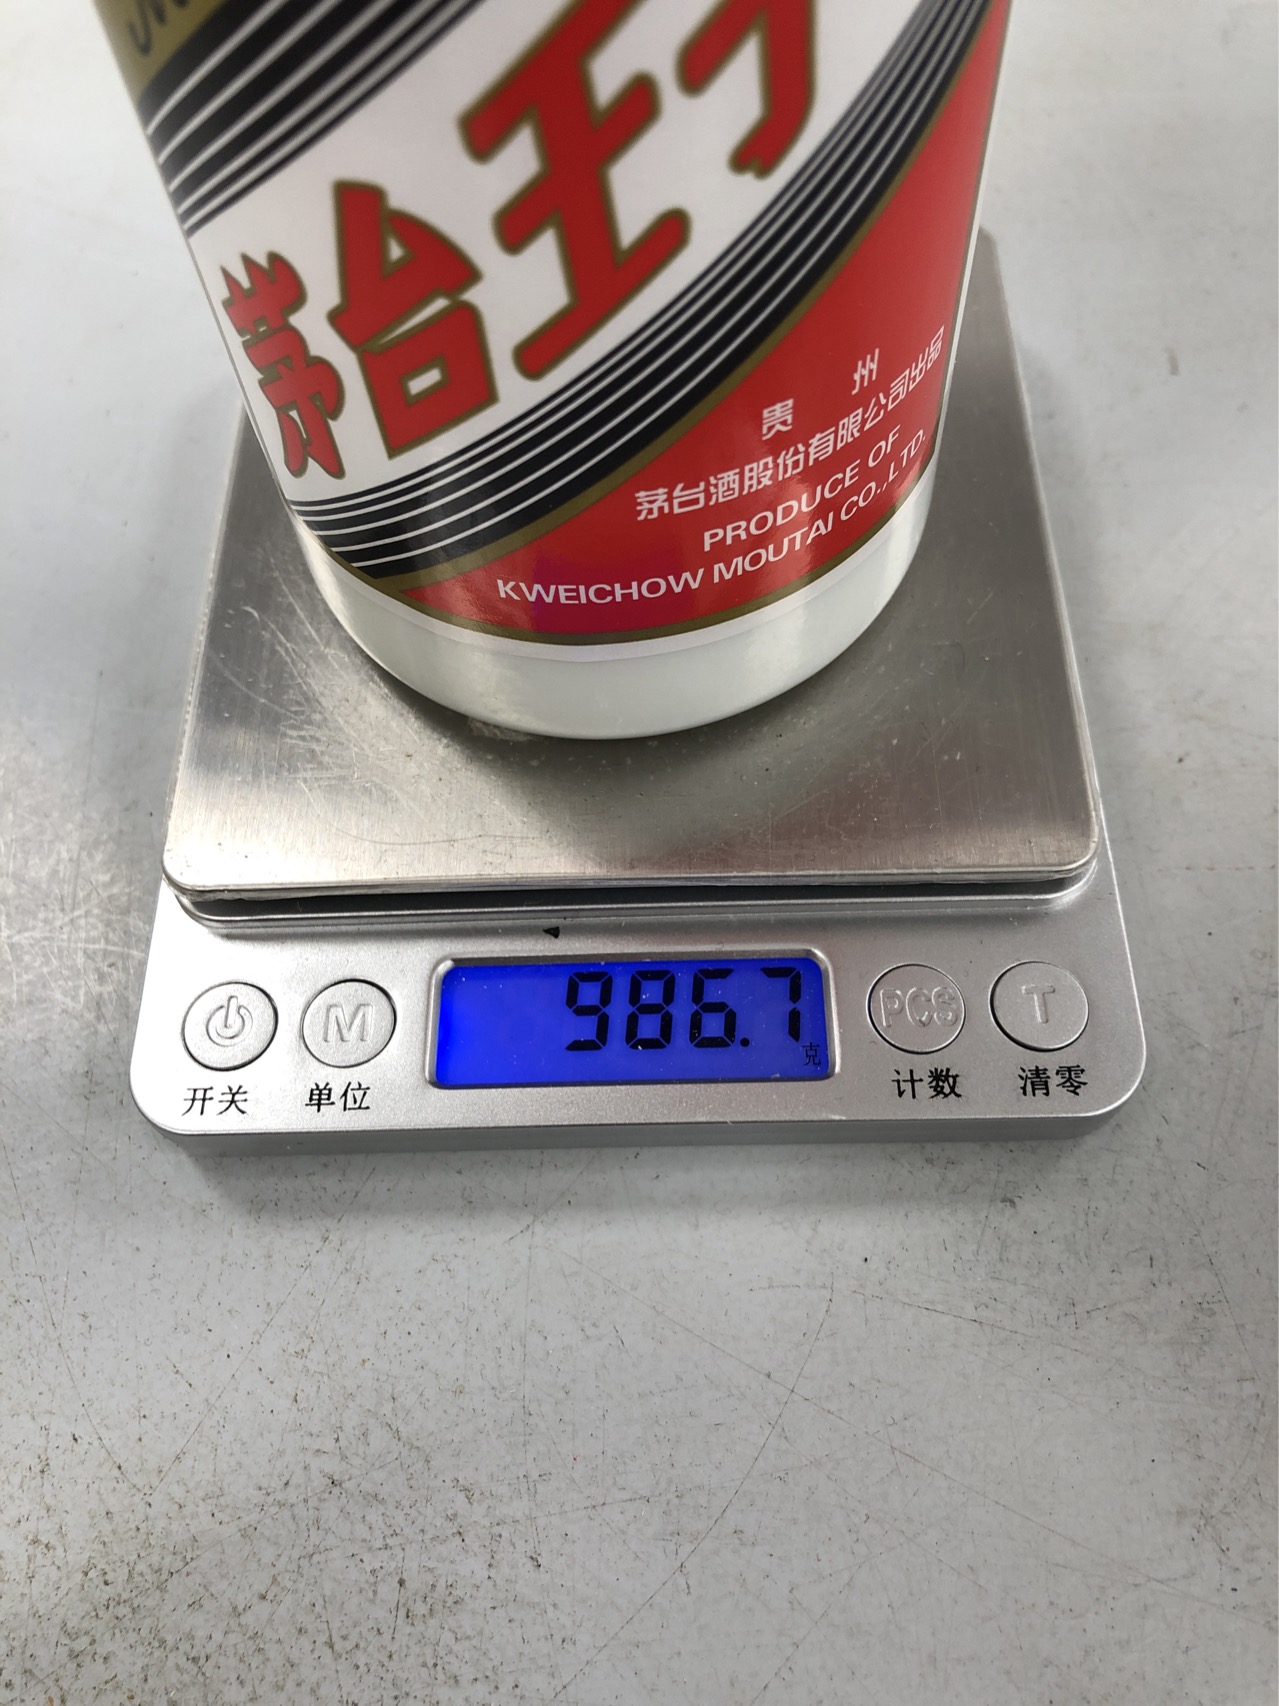 茅台王子
贵州
茅台酒股份有限公司出品
PRODUCE OF
KWEICHOW MOUTAI CO.,LTD.
986.7
克
M
PCS
T
开关
单位
计数
清零